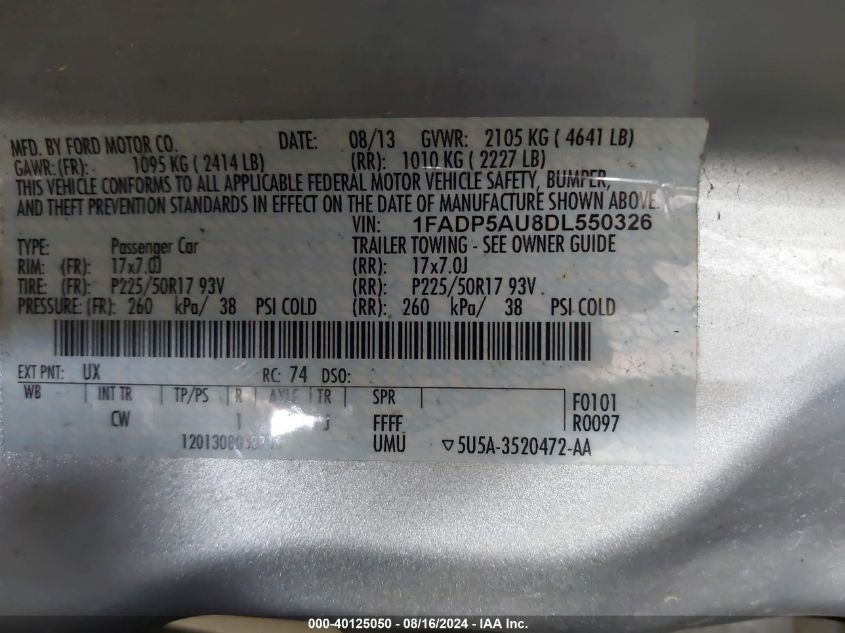 MFD. BY FORD MOTOR CO. DATE: 08/13 GVWR: 2105 KG ( 4641 LB)
GAWR: (FR): 1095 KG ( 2414 LB) (RR): 1010 KG ( 2227 LB)
THIS VEHICLE CONFORMS TO ALL APPLICABLE FEDERAL MOTOR VEHICLE SAFETY, BUMPER,
AND THEFT PREVENTION STANDARDS IN EFFECT ON THE DATE OF MANUFACTURE SHOWN ABOVE.
VIN: 1FADP5AU8DL550326
TYPE: Passenger Car TRAILER TOWING - SEE OWNER GUIDE
RIM: (FR): 17x7.0J (RR): 17x7.0J
TIRE: (FR): P225/50R17 93V (RR): P225/50R17 93V
PRESSURE: (FR): 260 kPa/ 38 PSI COLD (RR): 260 kPa/ 38 PSI COLD
EXT PNT: UX RC: 74 DSO:
WB INT TR TP/PS R AXLE TR SPR F0101
CW 1 J FFFF R0097
UMU ▽5U5A-3520472-AA
000-40125050 - 08/16/2024 - IAA Inc.